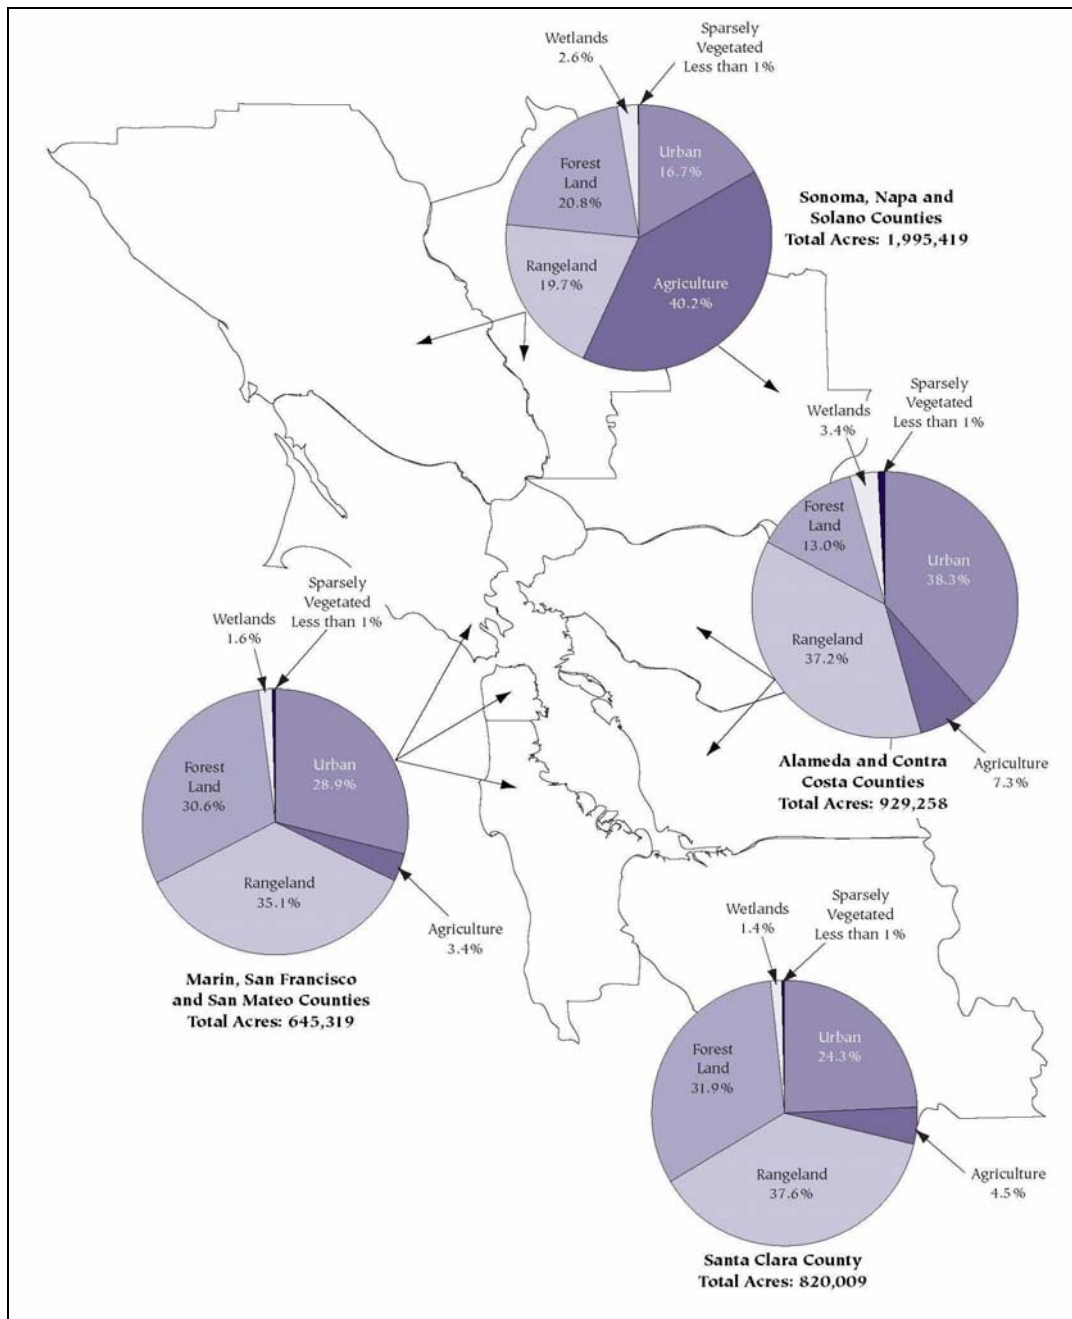 Wetlands
2.6%
Sparsely
Vegetated
Less than 1%
Urban
16.7%
Forest
Land
20.8%
Rangeland
19.7%
Agriculture
40.2%
Sonoma, Napa and
Solano Counties
Total Acres: 1,995,419
Wetlands
3.4%
Sparsely
Vegetated
Less than 1%
Forest
Land
13.0%
Urban
38.3%
Rangeland
37.2%
Agriculture
7.3%
Alameda and Contra
Costa Counties
Total Acres: 929,258
Wetlands
1.6%
Sparsely
Vegetated
Less than 1%
Urban
28.9%
Forest
Land
30.6%
Rangeland
35.1%
Agriculture
3.4%
Marin, San Francisco
and San Mateo Counties
Total Acres: 645,319
Wetlands
1.4%
Sparsely
Vegetated
Less than 1%
Urban
24.3%
Forest
Land
31.9%
Rangeland
37.6%
Agriculture
4.5%
Santa Clara County
Total Acres: 820,009